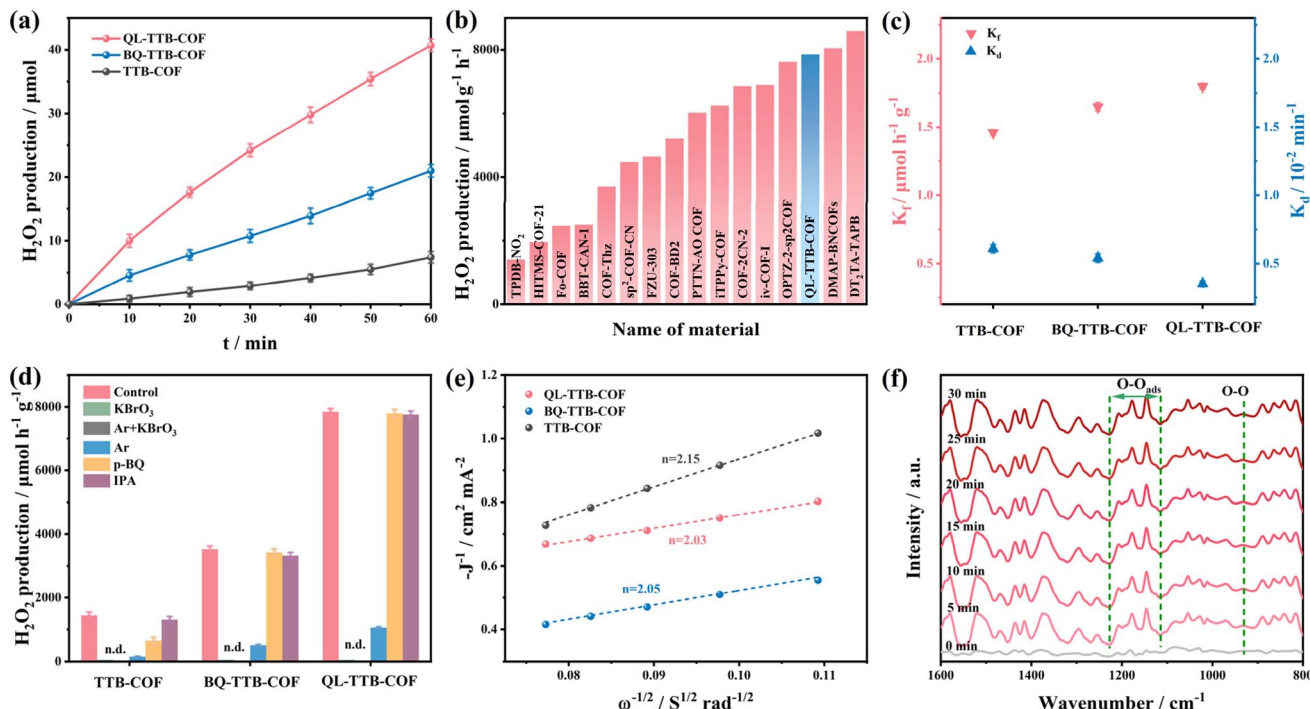 (a)
QL-TTB-COF
BQ-TTB-COF
TTB-COF
H₂O₂ production / μmol
40
30
20
10
0
0 10 20 30 40 50 60
t / min
(b)
H₂O₂ production / μmol g⁻¹ h⁻¹
8000
4000
0
TPDB-NO₂
HITMS-COF-21
Fo-COF
BBT-CAN-1
COF-Thz
sp²-COF-CN
FZU-303
COF-BD2
PTTN-AO COF
iTPPy-COF
COF-2CN-2
iv-COF-I
OPTZ-2-sp2COF
QL-TTB-COF
DMAP-BNCOFs
DT₂TA-TAPB
Name of material
(c)
K_f
K_d
K_f / μmol h⁻¹ g⁻¹
2.0
1.5
1.0
0.5
K_d / 10⁻² min⁻¹
2.0
1.5
1.0
0.5
TTB-COF BQ-TTB-COF QL-TTB-COF
(d)
Control
KBrO₃
Ar+KBrO₃
Ar
p-BQ
IPA
H₂O₂ production / μmol h⁻¹ g⁻¹
8000
6000
4000
2000
0
n.d.
n.d.
n.d.
TTB-COF BQ-TTB-COF QL-TTB-COF
(e)
QL-TTB-COF
BQ-TTB-COF
TTB-COF
-J⁻¹ / cm² mA⁻²
1.2
1.0
0.8
0.6
0.4
n=2.15
n=2.03
n=2.05
0.08 0.09 0.10 0.11
φ⁻¹/² / S¹/² rad⁻¹/²
(f)
O-O_ads
O-O
Intensity / a.u.
30 min
25 min
20 min
15 min
10 min
5 min
0 min
1600 1400 1200 1000 800
Wavenumber / cm⁻¹